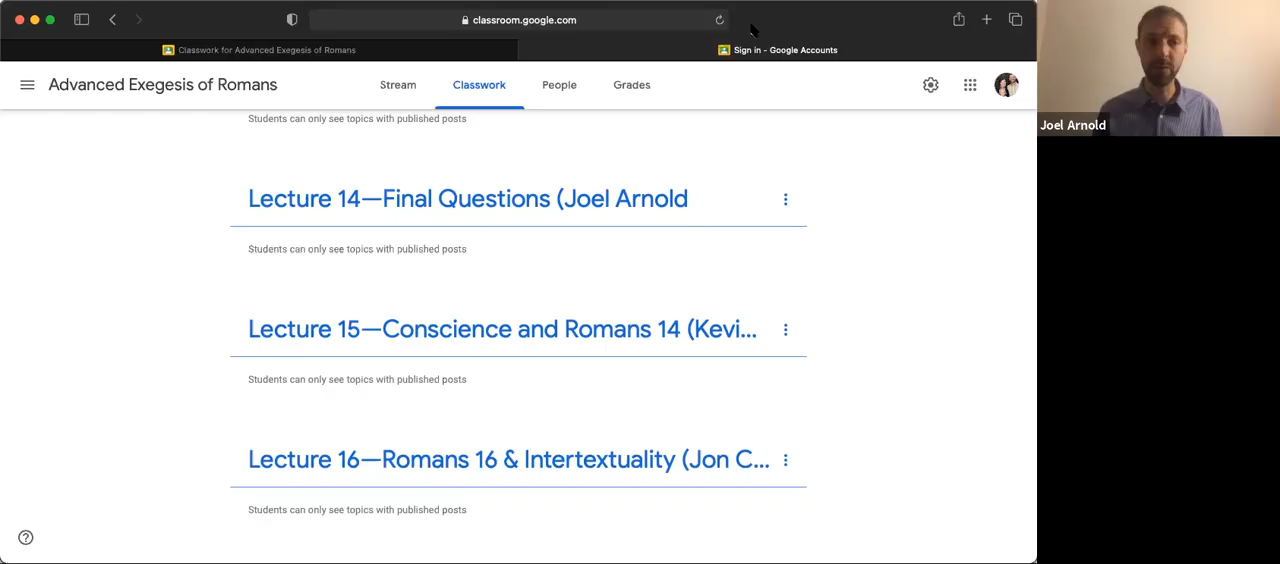 classroom.google.com
Classwork for Advanced Exegesis of Romans
Sign in - Google Accounts
Advanced Exegesis of Romans
Stream
Classwork
People
Grades
Joel Arnold
Students can only see topics with published posts
Lecture 14—Final Questions (Joel Arnold
Students can only see topics with published posts
Lecture 15—Conscience and Romans 14 (Kevi...
Students can only see topics with published posts
Lecture 16—Romans 16 & Intertextuality (Jon C...
Students can only see topics with published posts